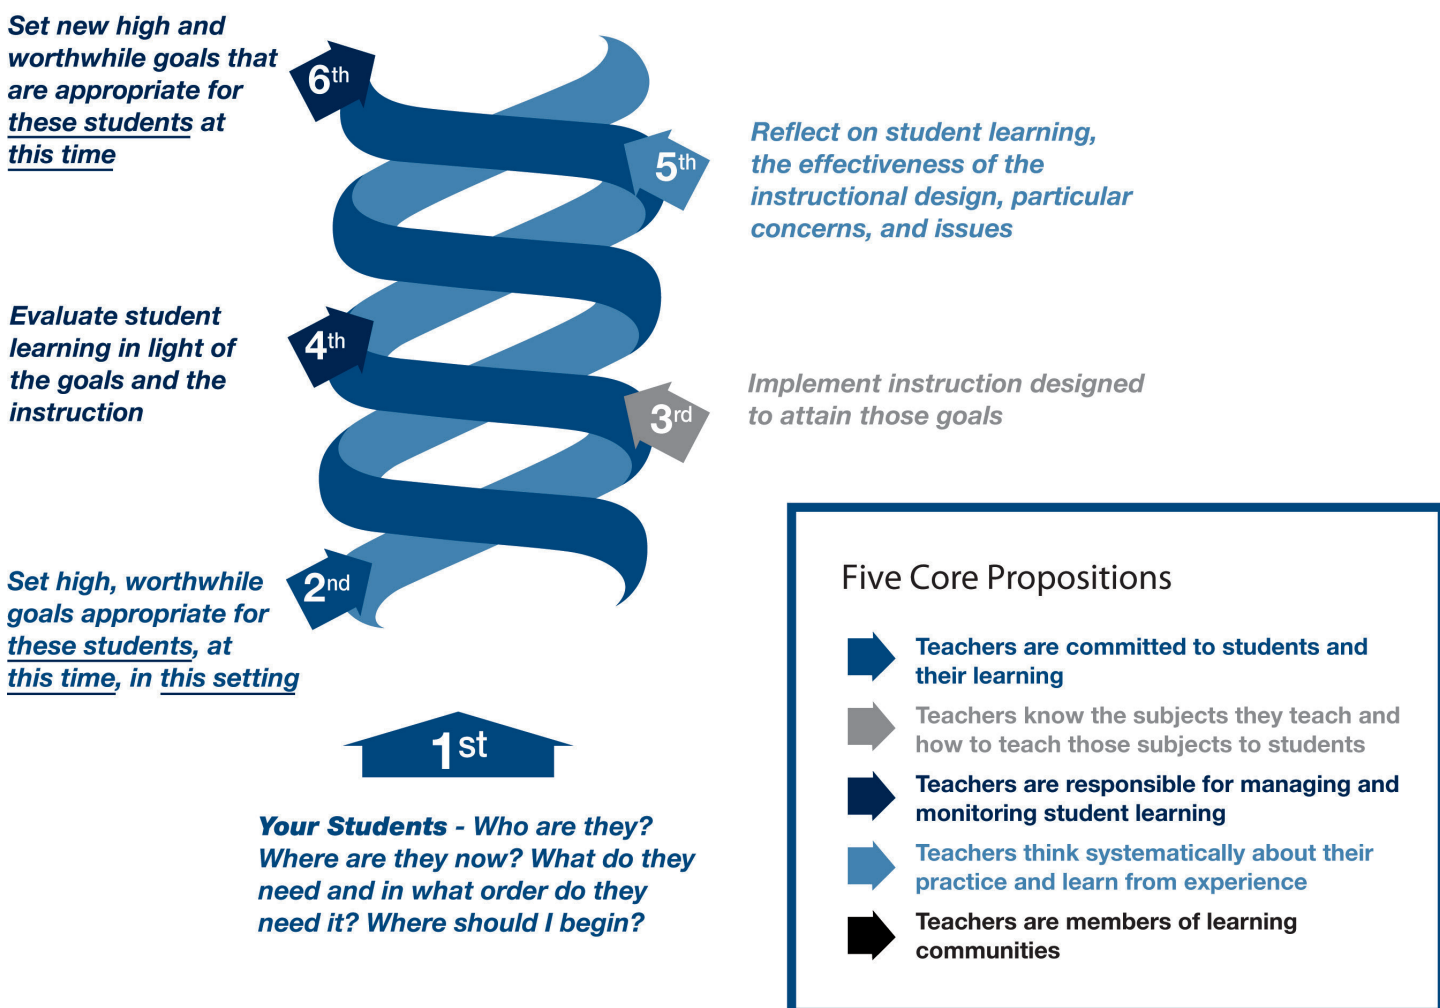 Set new high and
worthwhile goals that
are appropriate for
these students at
this time
6th
5th
Reflect on student learning,
the effectiveness of the
instructional design, particular
concerns, and issues
Evaluate student
learning in light of
the goals and the
instruction
4th
3rd
Implement instruction designed
to attain those goals
Set high, worthwhile
goals appropriate for
these students, at
this time, in this setting
2nd
1st
Your Students - Who are they?
Where are they now? What do they
need and in what order do they
need it? Where should I begin?
Five Core Propositions
Teachers are committed to students and
their learning
Teachers know the subjects they teach and
how to teach those subjects to students
Teachers are responsible for managing and
monitoring student learning
Teachers think systematically about their
practice and learn from experience
Teachers are members of learning
communities